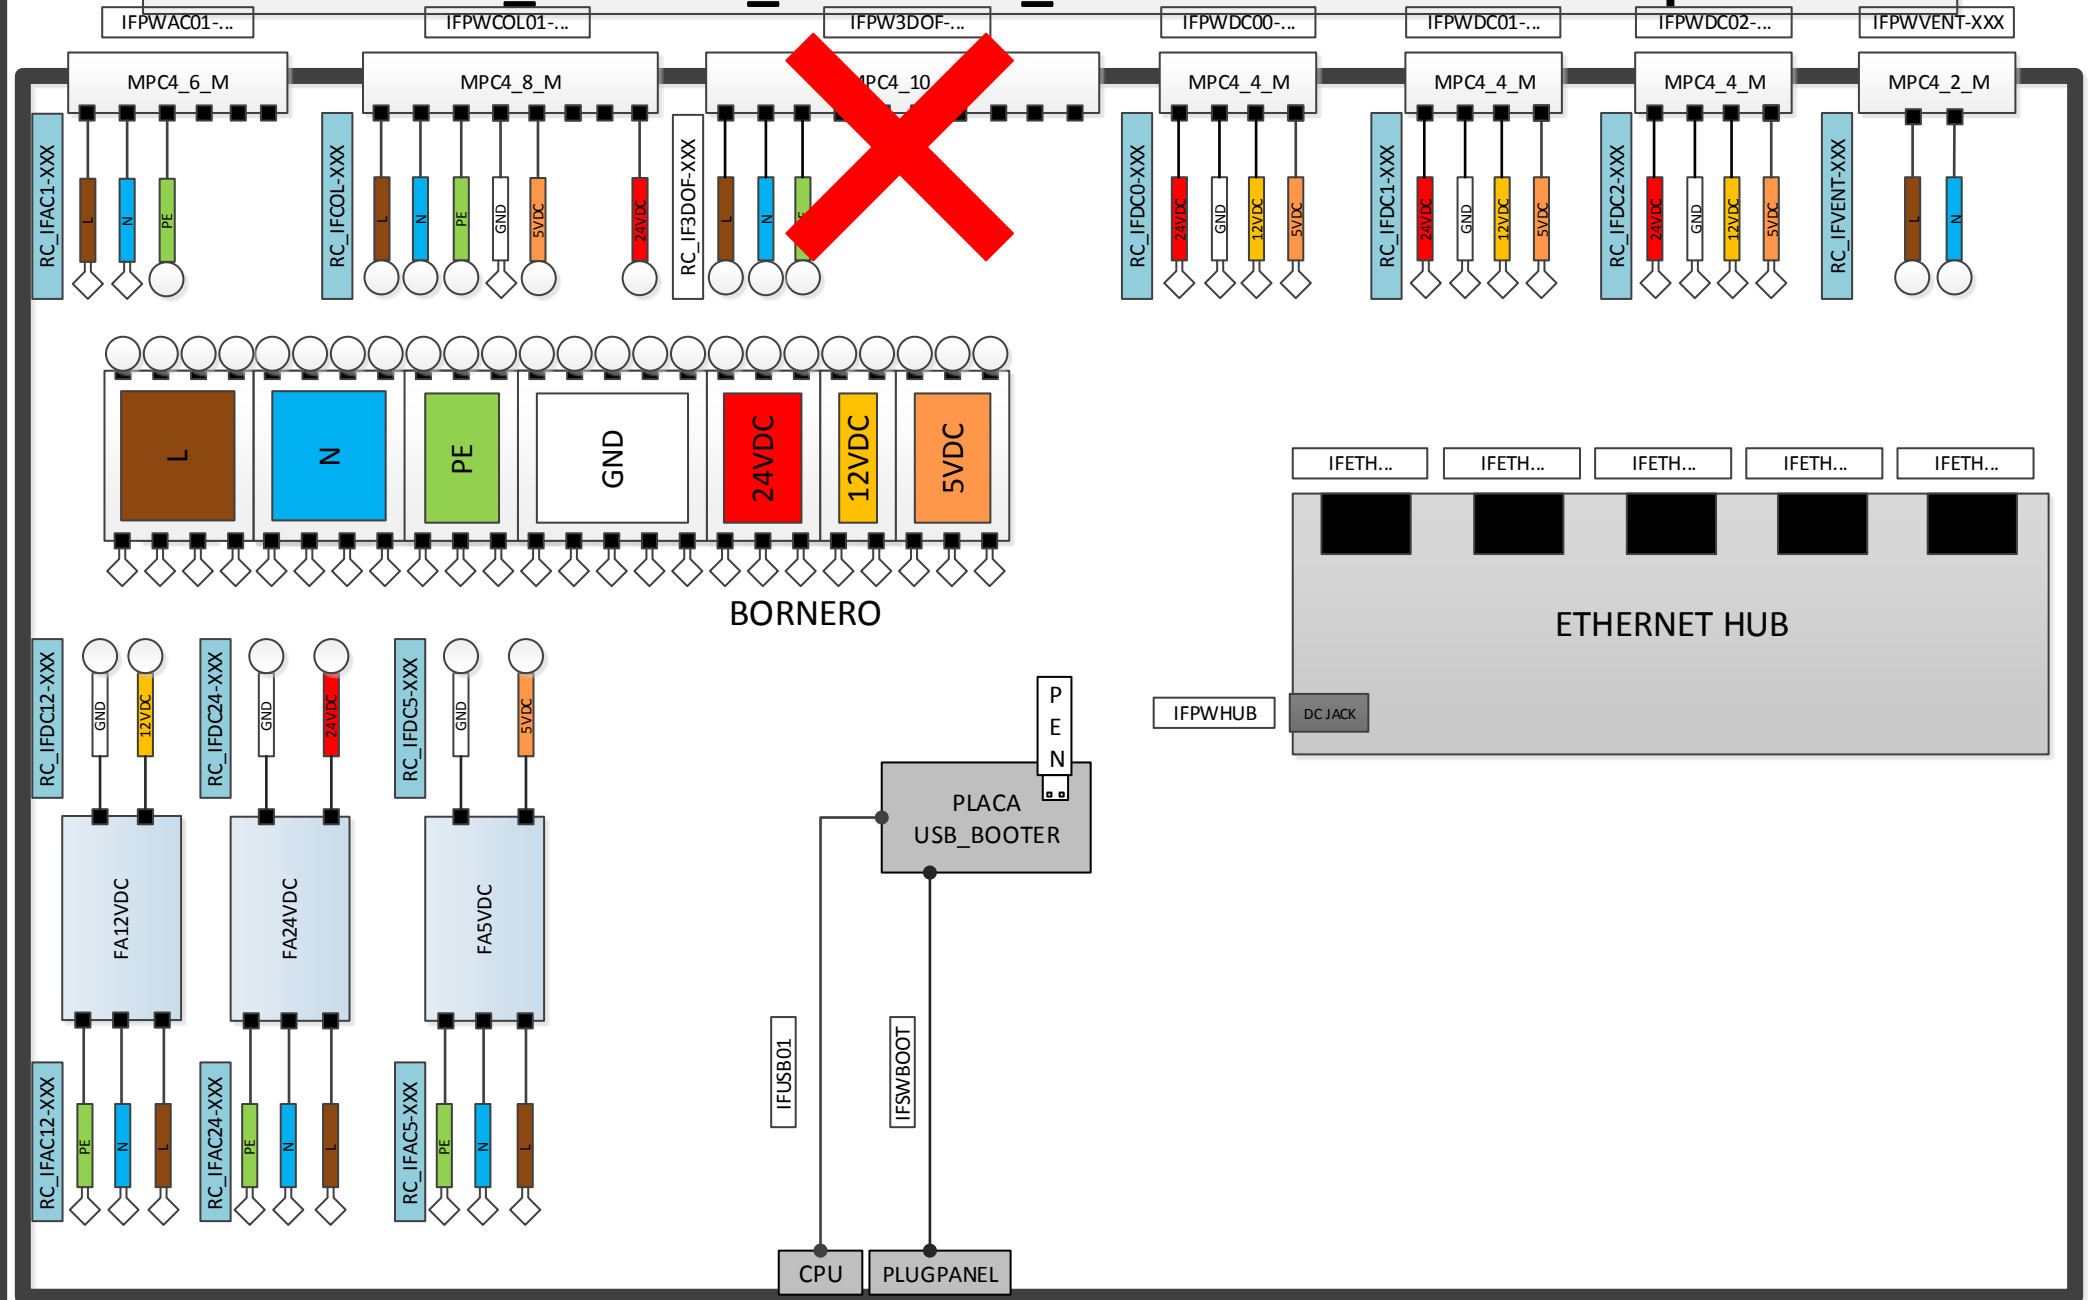 IFPWAC01-...
IFPWCOL01-...
IFPW3DOF-...
IFPWDC00-...
IFPWDC01-...
IFPWDC02-...
IFPWVENT-XXX
MPC4_6_M
MPC4_8_M
MPC4_10
MPC4_4_M
MPC4_4_M
MPC4_4_M
MPC4_2_M
RC_IFAC1-XXX
L
N
PE
RC_IFCOL-XXX
L
N
PE
GND
5VDC
24VDC
RC_IF3DOF-XXX
L
N
RC_IFDC0-XXX
24VDC
GND
12VDC
5VDC
RC_IFDC1-XXX
24VDC
GND
12VDC
5VDC
RC_IFDC2-XXX
24VDC
GND
12VDC
5VDC
RC_IFVENT-XXX
L
N
L
N
PE
GND
24VDC
12VDC
5VDC
BORNERO
IFETH...
IFETH...
IFETH...
IFETH...
IFETH...
ETHERNET HUB
IFPWHUB
DC JACK
RC_IFDC12-XXX
GND
12VDC
RC_IFDC24-XXX
GND
24VDC
RC_IFDC5-XXX
GND
5VDC
PEN
PLACA
USB_BOOTER
FA12VDC
FA24VDC
FA5VDC
IFUSB01
IFSWBOOT
RC_IFAC12-XXX
PE
N
L
RC_IFAC24-XXX
PE
N
L
RC_IFAC5-XXX
PE
N
L
CPU
PLUGPANEL